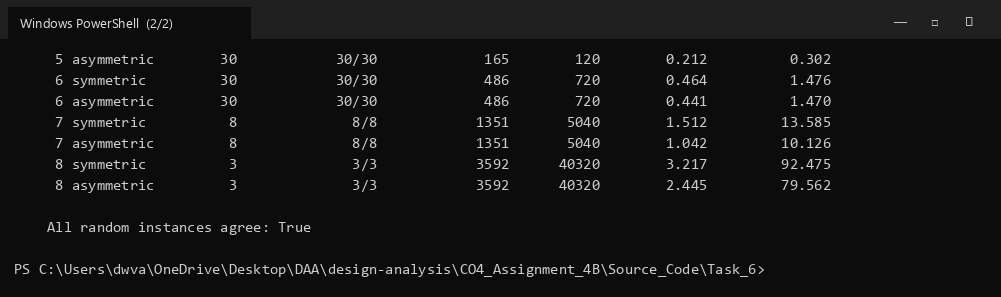 Windows PowerShell (2/2)
5 asymmetric 30 30/30 165 120 0.212 0.302
6 symmetric 30 30/30 486 720 0.464 1.476
6 asymmetric 30 30/30 486 720 0.441 1.470
7 symmetric 8 8/8 1351 5040 1.512 13.585
7 asymmetric 8 8/8 1351 5040 1.042 10.126
8 symmetric 3 3/3 3592 40320 3.217 92.475
8 asymmetric 3 3/3 3592 40320 2.445 79.562
All random instances agree: True
PS C:\Users\dwva\OneDrive\Desktop\DAA\design-analysis\CO4_Assignment_4B\Source_Code\Task_6>